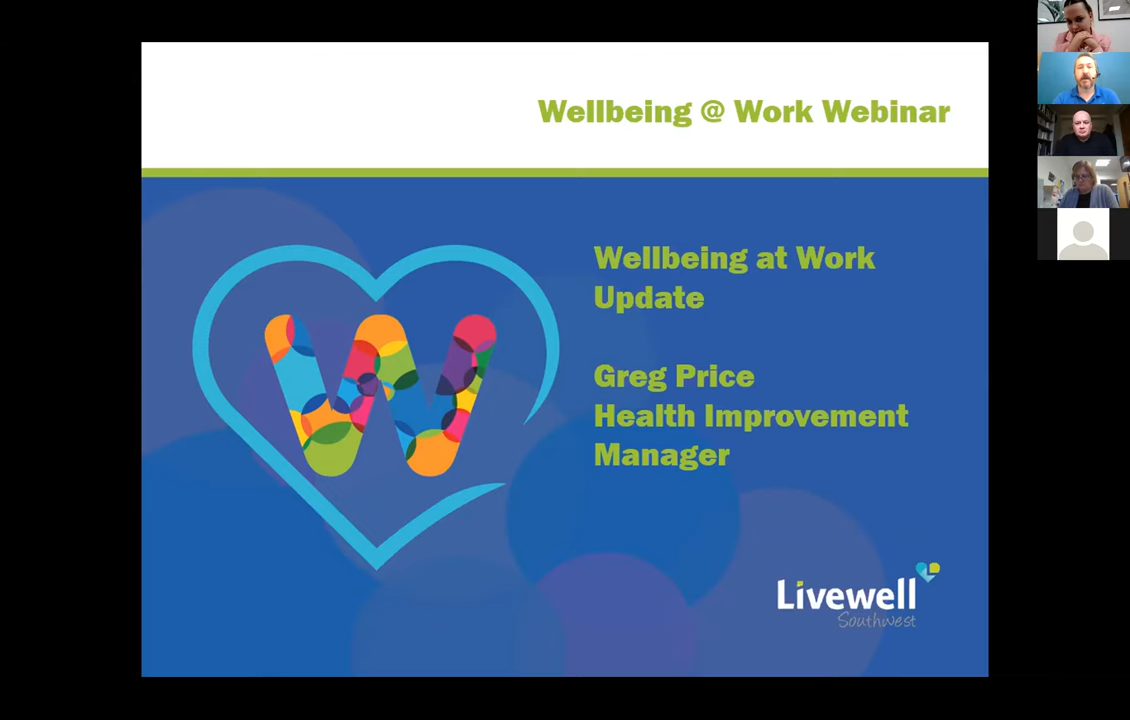 Wellbeing @ Work Webinar
Wellbeing at Work
Update
Greg Price
Health Improvement
Manager
W
Livewell
Southwest